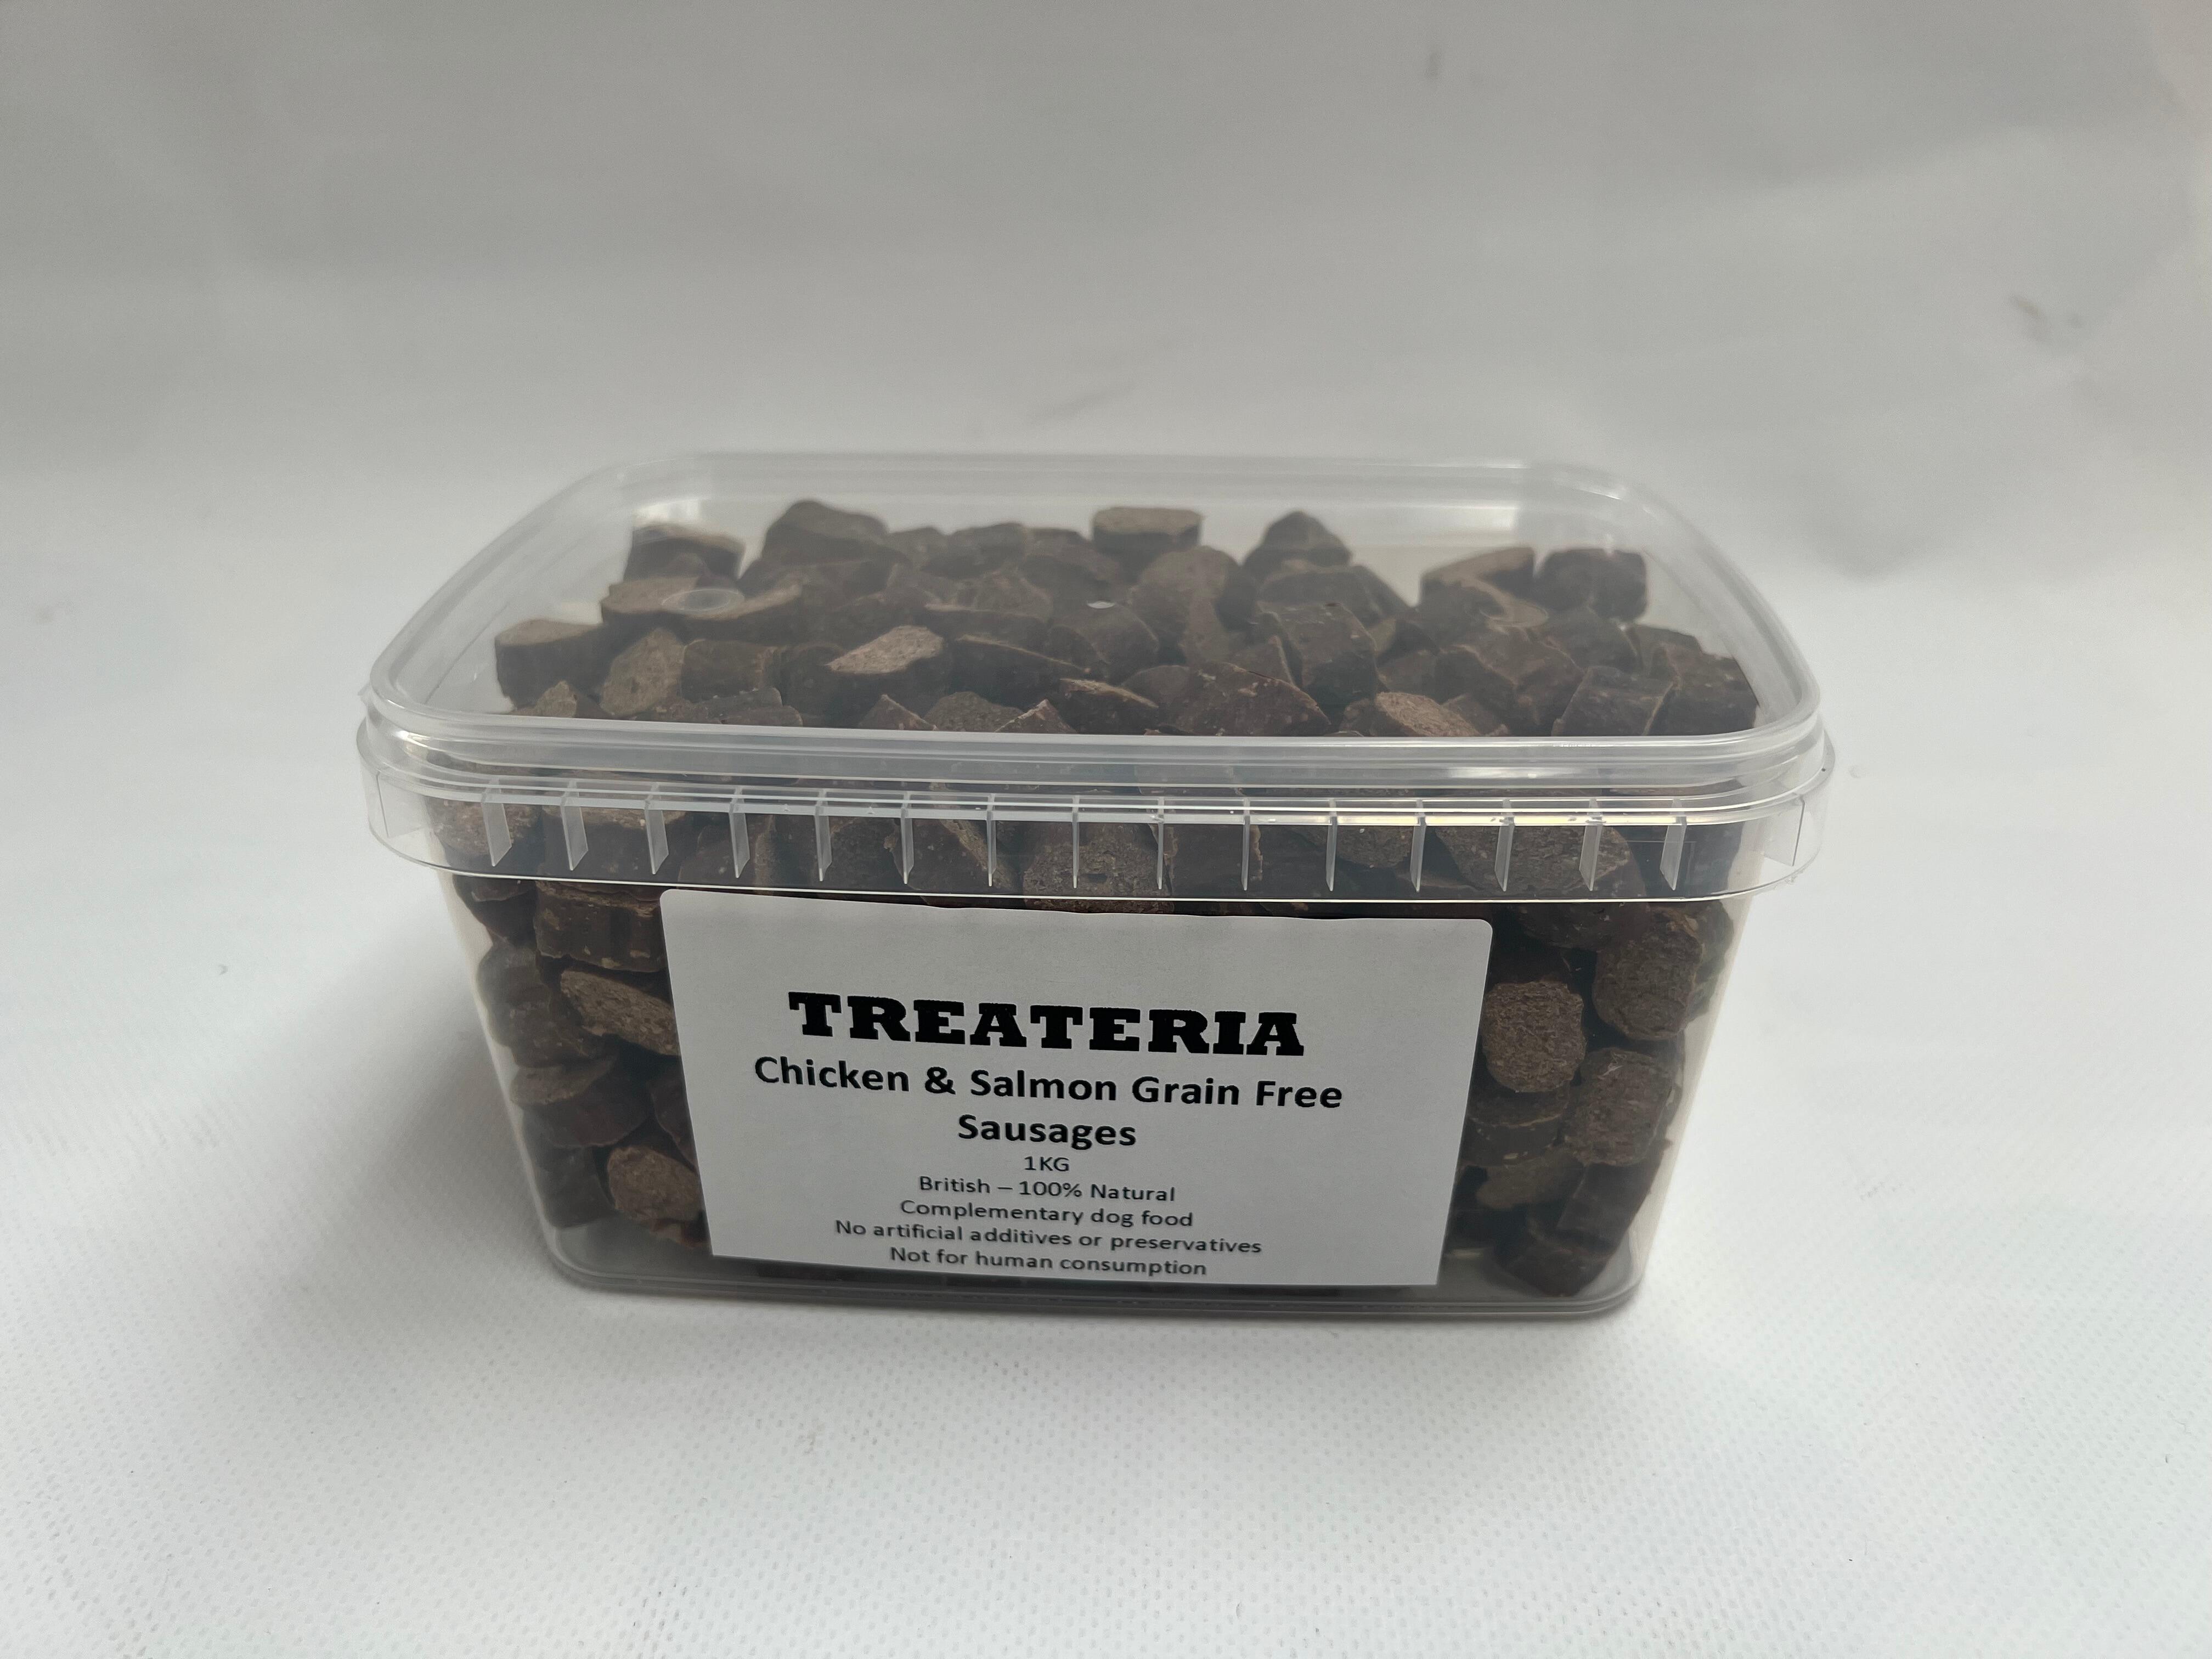 TREATERIA
Chicken & Salmon Grain Free
Sausages
1KG
British – 100% Natural
Complementary dog food
No artificial additives or preservatives
Not for human consumption